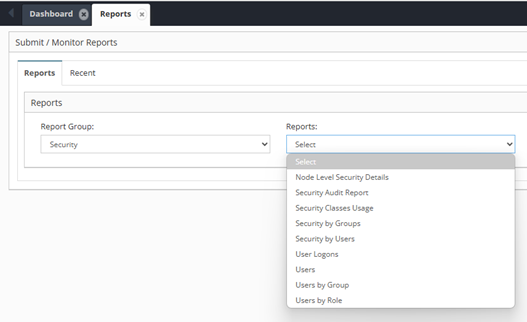 Dashboard
Reports
Submit / Monitor Reports
Reports
Recent
Reports
Report Group:
Reports:
Security
Select
Select
Node Level Security Details
Security Audit Report
Security Classes Usage
Security by Groups
Security by Users
User Logons
Users
Users by Group
Users by Role